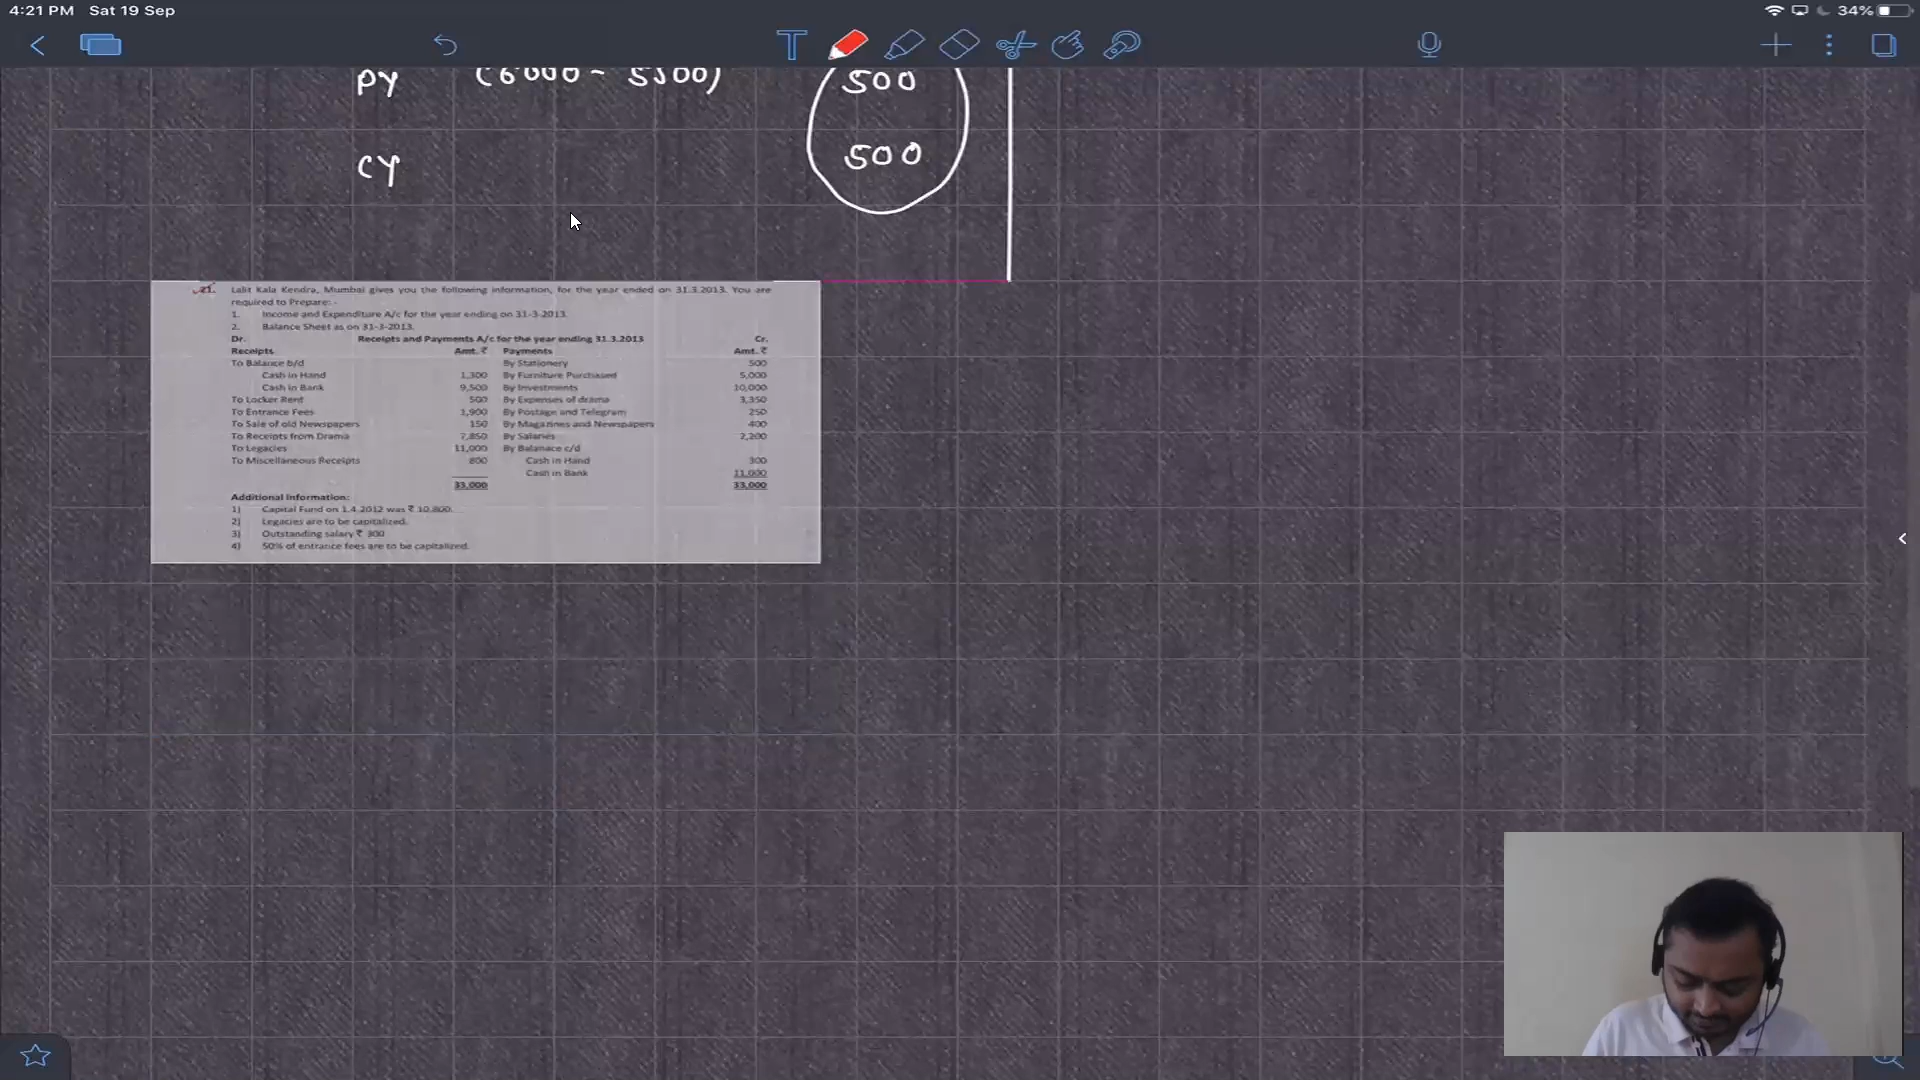 4:21 PM Sat 19 Sep 34%
T
PY (6000 - 5500) 500
CY 500
21. Lalit Kala Kendra, Mumbai gives you the following information, for the year ended on 31.3.2013. You are
required to Prepare: -
1. Income and Expenditure A/c for the year ending on 31-3-2013.
2. Balance Sheet as on 31-3-2013.
Dr. Receipts and Payments A/c for the year ending 31.3.2013 Cr.
Receipts Amt. ₹ Payments Amt. ₹
To Balance b/d By Stationery 500
Cash in Hand 1,300 By Furniture Purchased 5,000
Cash in Bank 9,500 By Investments 10,000
To Locker Rent 500 By Expenses of drama 3,350
To Entrance Fees 1,900 By Postage and Telegram 250
To Sale of old Newspapers 150 By Magazines and Newspapers 400
To Receipts from Drama 7,850 By Salaries 2,200
To Legacies 11,000 By Balanace c/d
To Miscellaneous Receipts 800 Cash in Hand 300
Cash in Bank 11,000
33,000 33,000
Additional Information:
1) Capital Fund on 1.4.2012 was ₹ 10,800.
2) Legacies are to be capitalized.
3) Outstanding salary ₹ 300
4) 50% of entrance fees are to be capitalized.